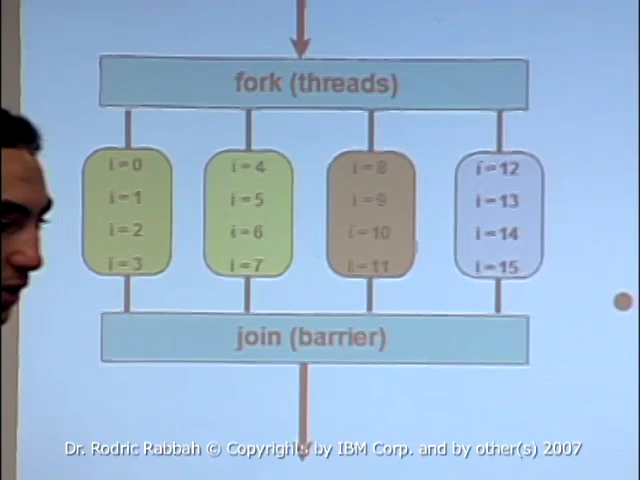 fork (threads)
i = 0
i = 1
i = 2
i = 3
i = 4
i = 5
i = 6
i = 7
i = 8
i = 9
i = 10
i = 11
i = 12
i = 13
i = 14
i = 15
join (barrier)
Dr. Rodric Rabbah © Copyrights by IBM Corp. and by other(s) 2007